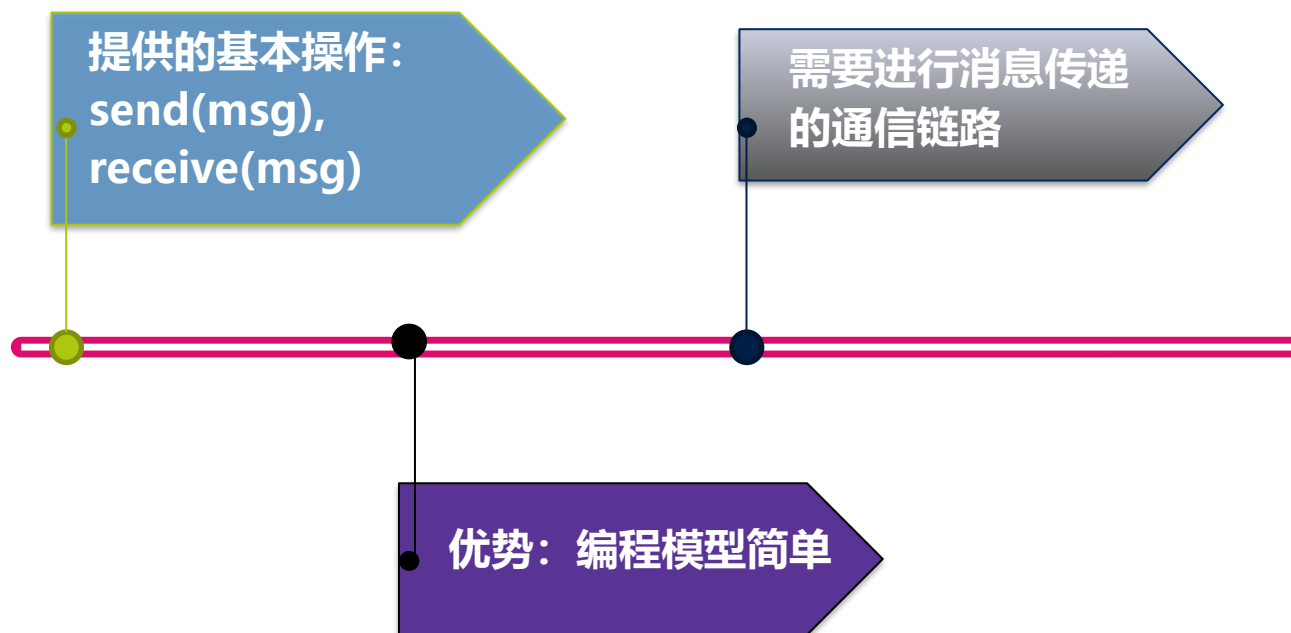 提供的基本操作：
send(msg),
receive(msg)
需要进行消息传递
的通信链路
优势：编程模型简单